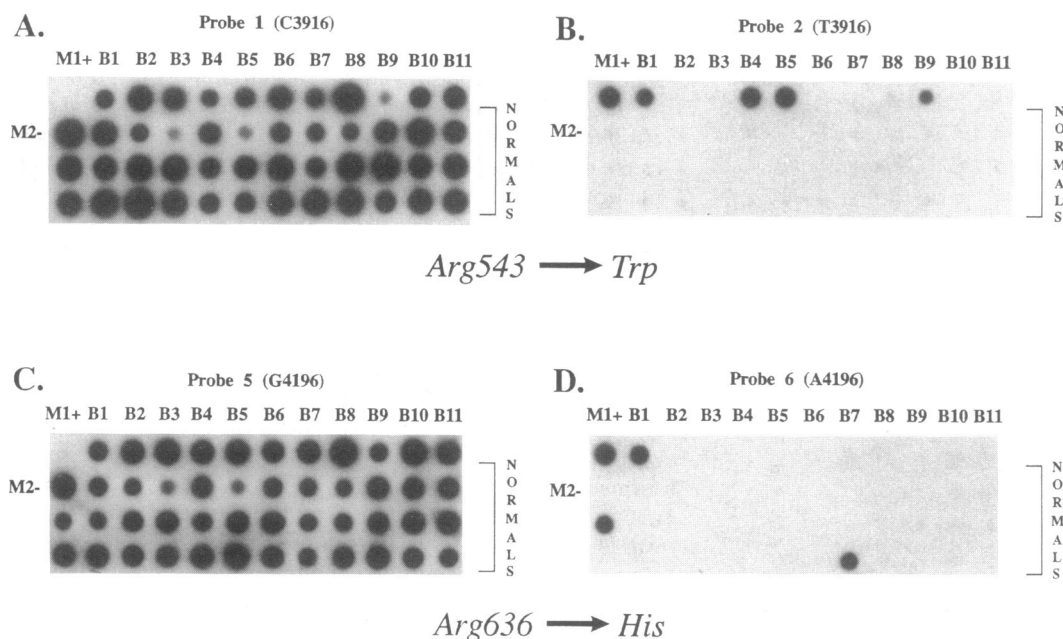 A.
Probe 1 (C3916)
M1+ B1 B2 B3 B4 B5 B6 B7 B8 B9 B10 B11
M2-
NORMALS
B.
Probe 2 (T3916)
M1+ B1 B2 B3 B4 B5 B6 B7 B8 B9 B10 B11
M2-
NORMALS
Arg543 → Trp
C.
Probe 5 (G4196)
M1+ B1 B2 B3 B4 B5 B6 B7 B8 B9 B10 B11
M2-
NORMALS
D.
Probe 6 (A4196)
M1+ B1 B2 B3 B4 B5 B6 B7 B8 B9 B10 B11
M2-
NORMALS
Arg636 → His